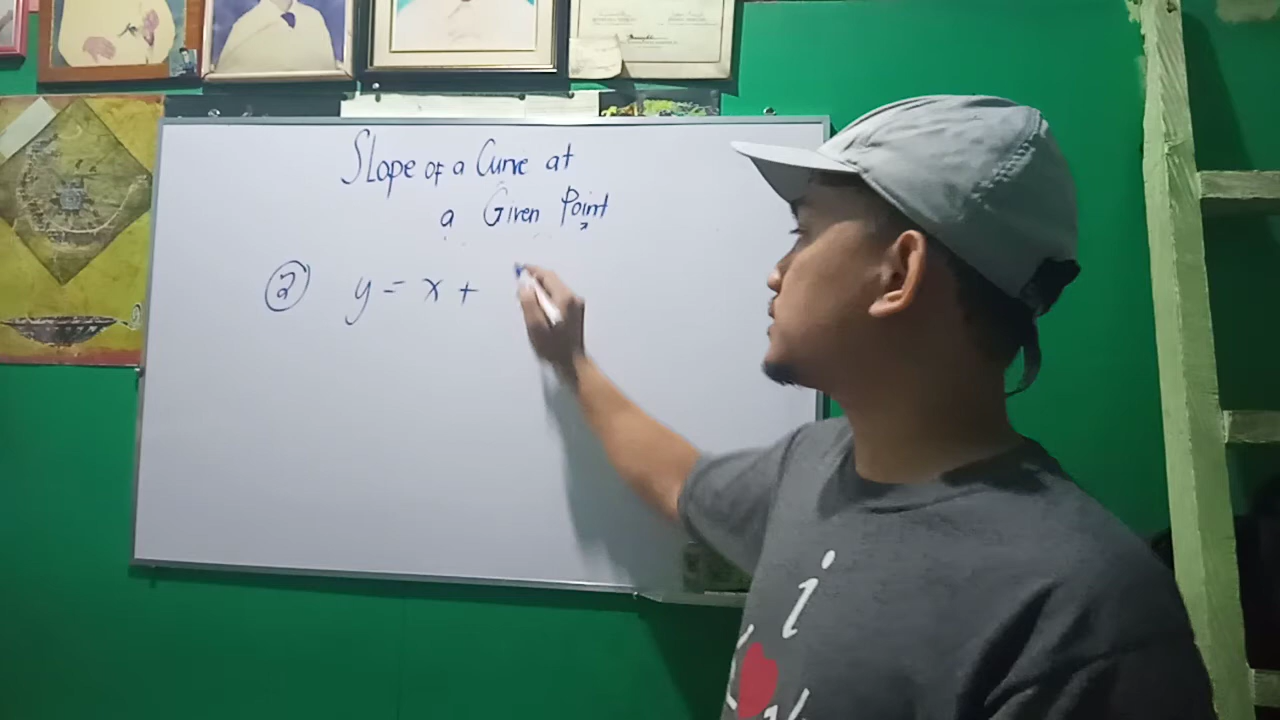 Slope of a Curve at
a Given Point
② y = x +
i